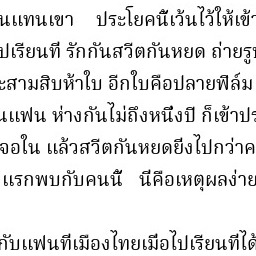 นแทนเขา ประโยคนี้เว้นไว้ให้เข้า
ปเรียนที่ รักกันสวีตกันหยด ถ่ายรูป
ะสามสิบห้าใบ อีกใบคือปลายฟิล์ม
นแฟน ห่างกันไม่ถึงหนึ่งปี ก็เข้าประ
จอใน แล้วสวีตกันหยดยิ่งไปกว่าค
แรกพบกับคนนี้ นี่คือเหตุผลง่าย
กับแฟนที่เมืองไทยเมื่อไปเรียนที่ได้